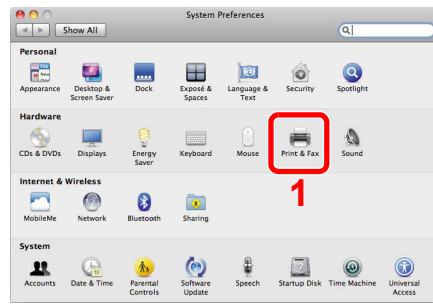 System Preferences
Show All
Personal
Appearance
Desktop &
Screen Saver
Dock
Exposé &
Spaces
Language &
Text
Security
Spotlight
Hardware
CDs & DVDs
Displays
Energy
Saver
Keyboard
Mouse
Print & Fax
Sound
1
Internet & Wireless
MobileMe
Network
Bluetooth
Sharing
System
Accounts
Date & Time
Parental
Controls
Software
Update
Speech
Startup Disk
Time Machine
Universal
Access